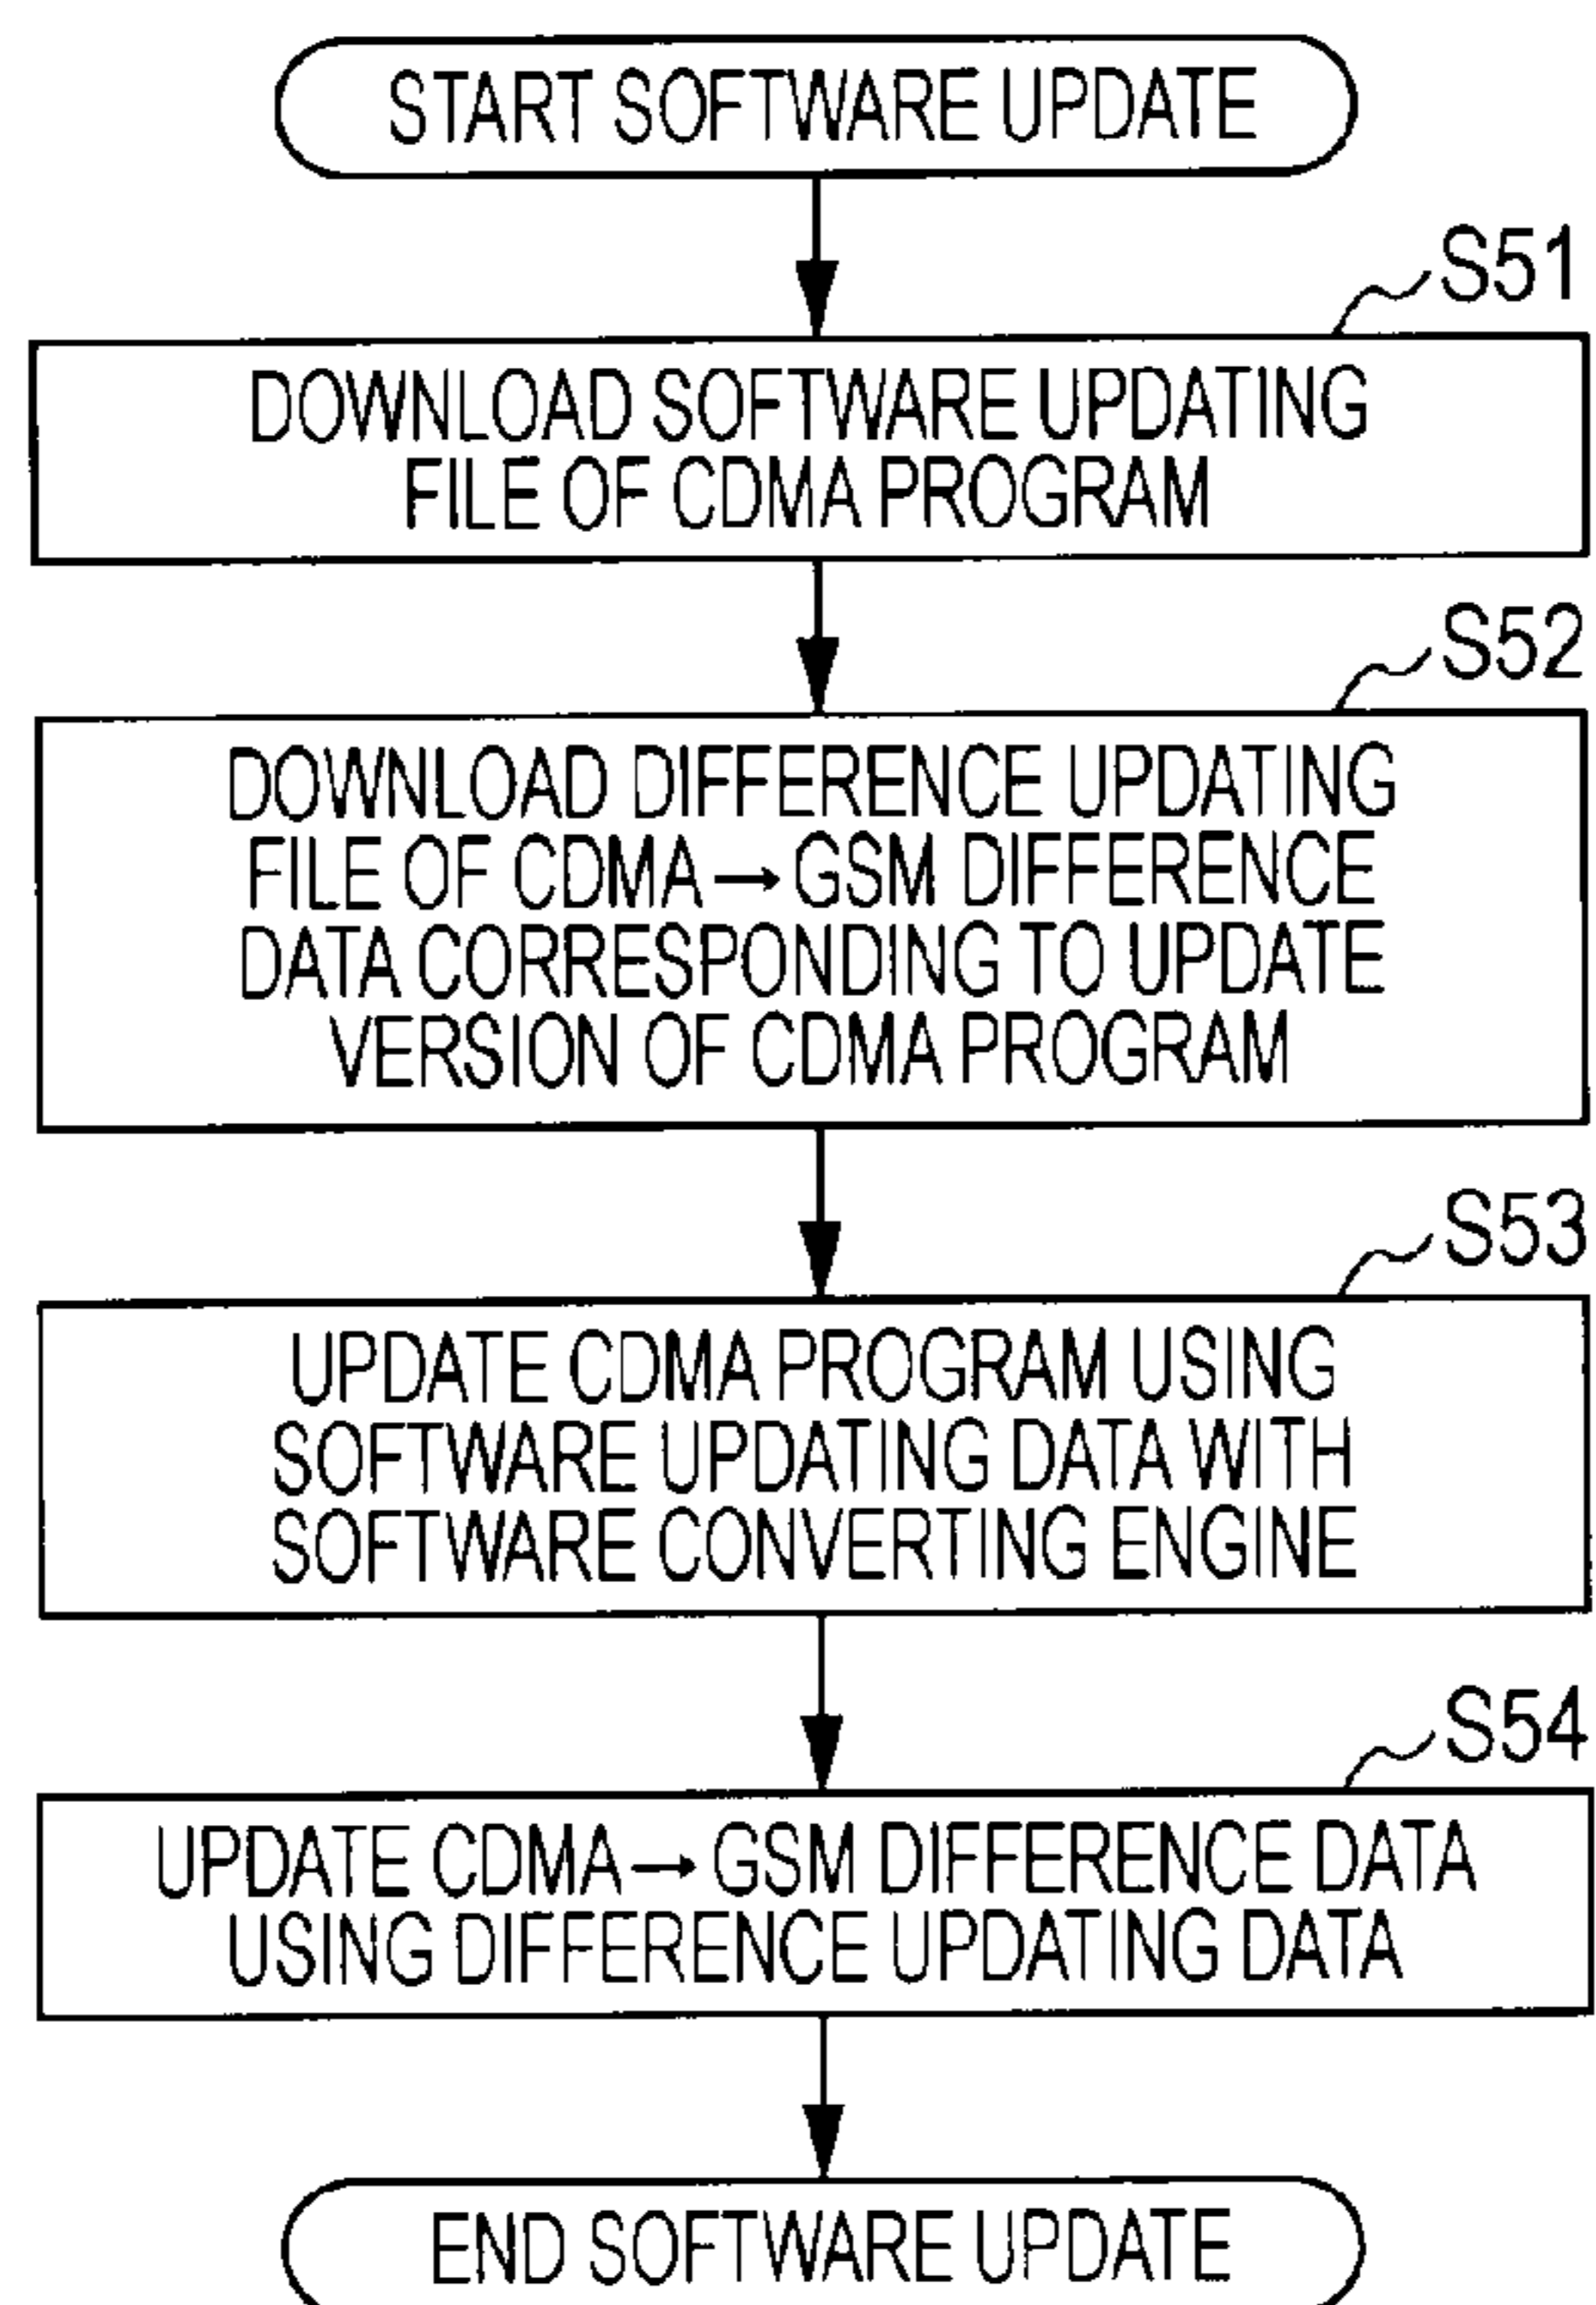 START SOFTWARE UPDATE
S51
DOWNLOAD SOFTWARE UPDATING
FILE OF CDMA PROGRAM
S52
DOWNLOAD DIFFERENCE UPDATING
FILE OF CDMA→GSM DIFFERENCE
DATA CORRESPONDING TO UPDATE
VERSION OF CDMA PROGRAM
S53
UPDATE CDMA PROGRAM USING
SOFTWARE UPDATING DATA WITH
SOFTWARE CONVERTING ENGINE
S54
UPDATE CDMA→GSM DIFFERENCE DATA
USING DIFFERENCE UPDATING DATA
END SOFTWARE UPDATE